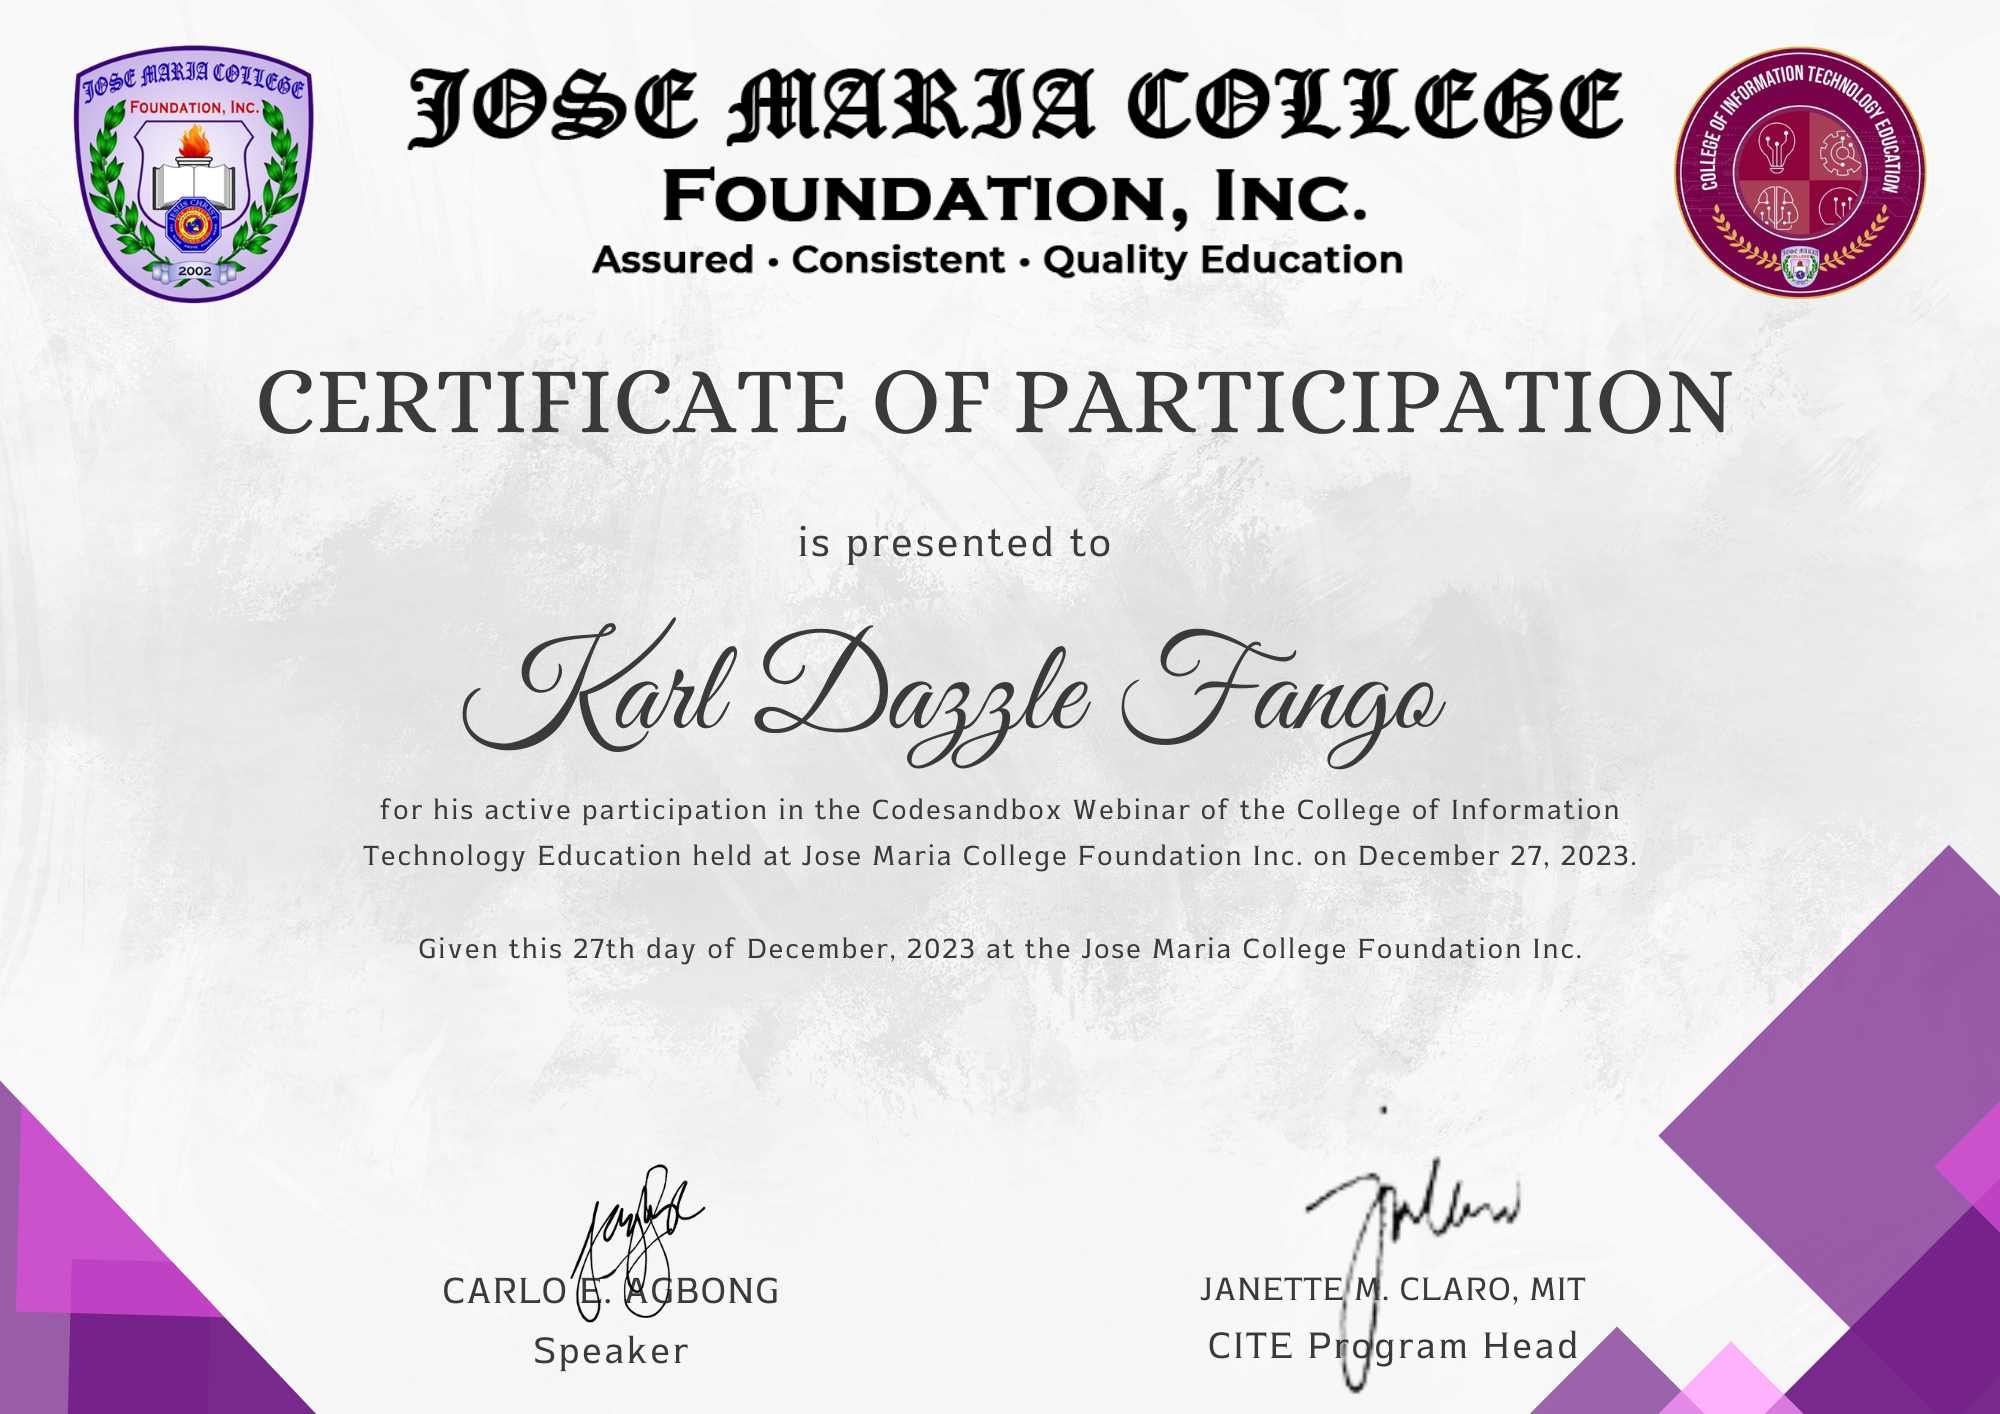 JOSE MARIA COLLEGE
FOUNDATION, INC.
2002
JESUS CHRIST
JOSE MARIA COLLEGE
FOUNDATION, INC.
Assured • Consistent • Quality Education
COLLEGE OF INFORMATION TECHNOLOGY EDUCATION
CERTIFICATE OF PARTICIPATION
is presented to
Karl Dazzle Fango
for his active participation in the Codesandbox Webinar of the College of Information
Technology Education held at Jose Maria College Foundation Inc. on December 27, 2023.
Given this 27th day of December, 2023 at the Jose Maria College Foundation Inc.
CARLO E. AGBONG
Speaker
JANETTE M. CLARO, MIT
CITE Program Head